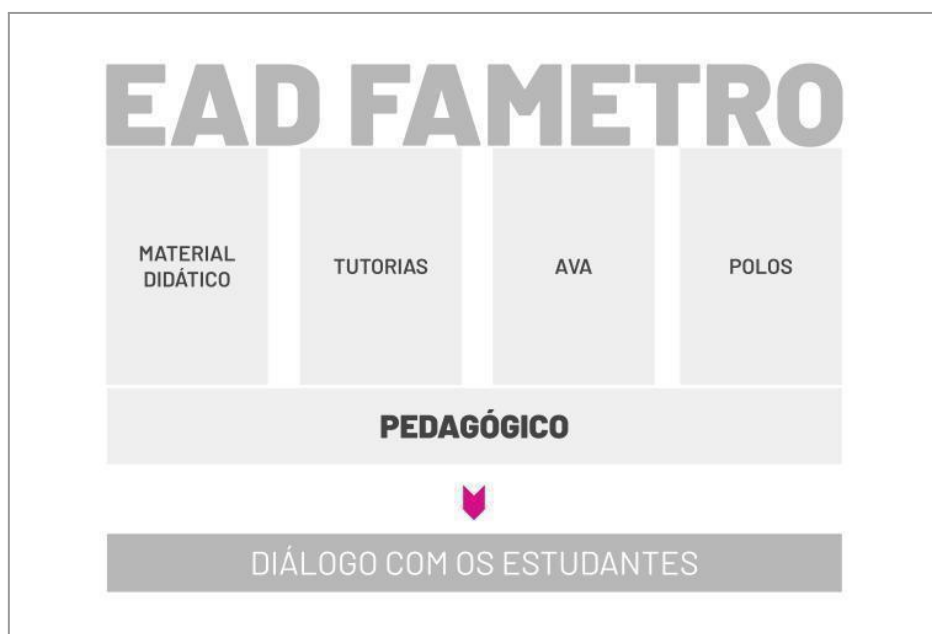 EAD FAMETRO
MATERIAL
DIDÁTICO
TUTORIAS
AVA
POLOS
PEDAGÓGICO
DIÁLOGO COM OS ESTUDANTES